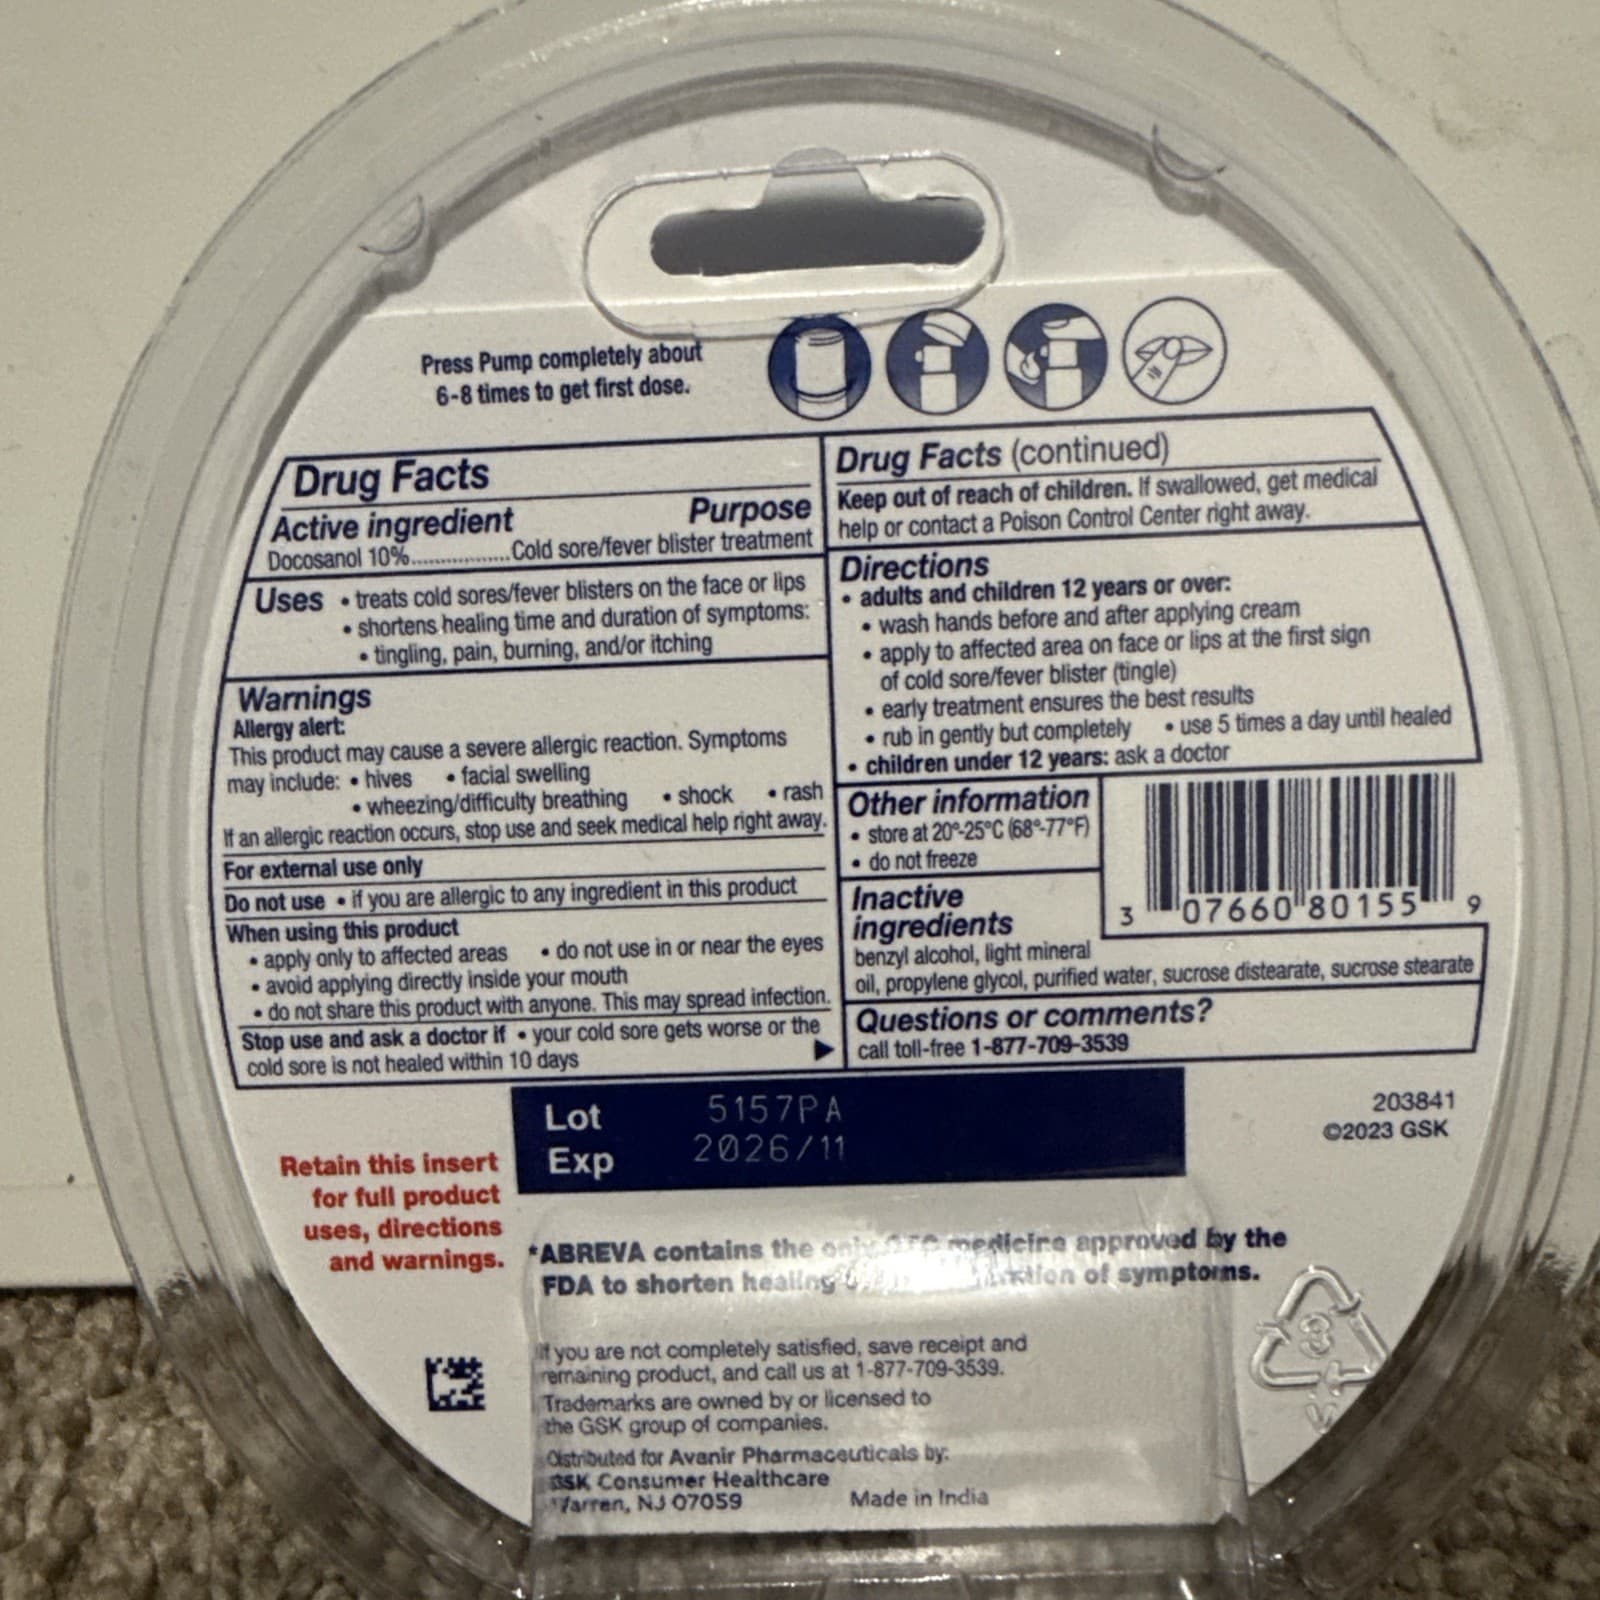 Press Pump completely about
6-8 times to get first dose.
Drug Facts
Active ingredient Purpose
Docosanol 10%................Cold sore/fever blister treatment
Uses • treats cold sores/fever blisters on the face or lips
• shortens healing time and duration of symptoms:
• tingling, pain, burning, and/or itching
Warnings
Allergy alert:
This product may cause a severe allergic reaction. Symptoms
may include: • hives • facial swelling
• wheezing/difficulty breathing • shock • rash
If an allergic reaction occurs, stop use and seek medical help right away.
For external use only
Do not use • if you are allergic to any ingredient in this product
When using this product
• apply only to affected areas • do not use in or near the eyes
• avoid applying directly inside your mouth
• do not share this product with anyone. This may spread infection.
Stop use and ask a doctor if • your cold sore gets worse or the
cold sore is not healed within 10 days
Drug Facts (continued)
Keep out of reach of children. If swallowed, get medical
help or contact a Poison Control Center right away.
Directions
• adults and children 12 years or over:
• wash hands before and after applying cream
• apply to affected area on face or lips at the first sign
of cold sore/fever blister (tingle)
• early treatment ensures the best results
• rub in gently but completely • use 5 times a day until healed
• children under 12 years: ask a doctor
Other information
• store at 20°-25°C (68°-77°F)
• do not freeze
3 07660 80155 9
Inactive
ingredients
benzyl alcohol, light mineral
oil, propylene glycol, purified water, sucrose distearate, sucrose stearate
Questions or comments?
call toll-free 1-877-709-3539
Lot 5157PA
Exp 2026/11
203841
©2023 GSK
Retain this insert
for full product
uses, directions
and warnings.
*ABREVA contains the only medicine approved by the
FDA to shorten healing of symptoms.
If you are not completely satisfied, save receipt and
remaining product, and call us at 1-877-709-3539.
Trademarks are owned by or licensed to
the GSK group of companies.
Distributed for Avanir Pharmaceuticals by:
GSK Consumer Healthcare
Warren, NJ 07059 Made in India
3
V